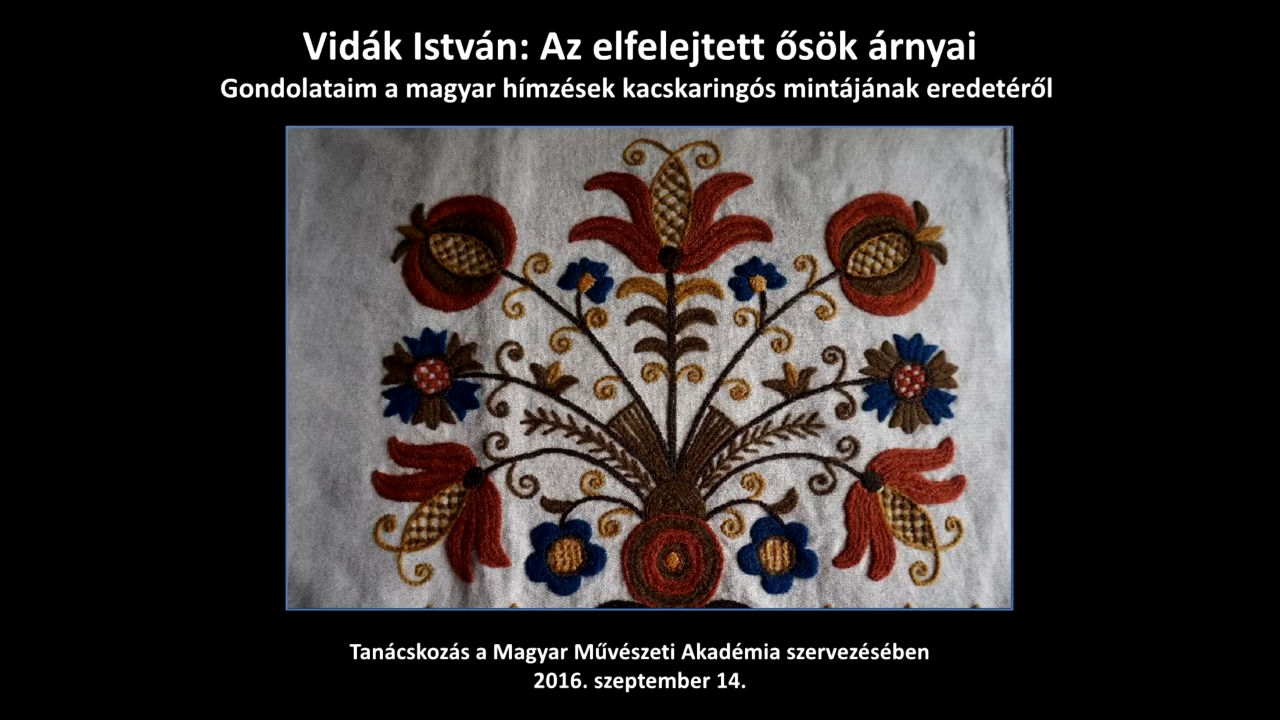 Vidák István: Az elfelejtett ősök árnyai
Gondolataim a magyar hímzések kacskaringós mintájának eredetéről
Tanácskozás a Magyar Művészeti Akadémia szervezésében
2016. szeptember 14.